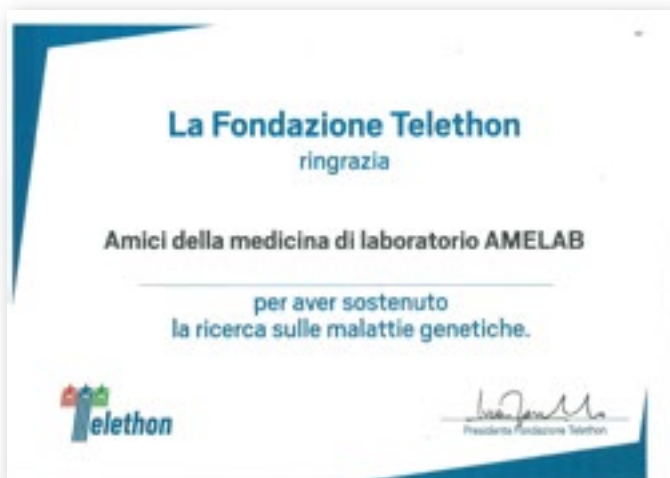 La Fondazione Telethon
ringrazia
Amici della medicina di laboratorio AMELAB
per aver sostenuto
la ricerca sulle malattie genetiche.
Telethon
Presidente Fondazione Telethon